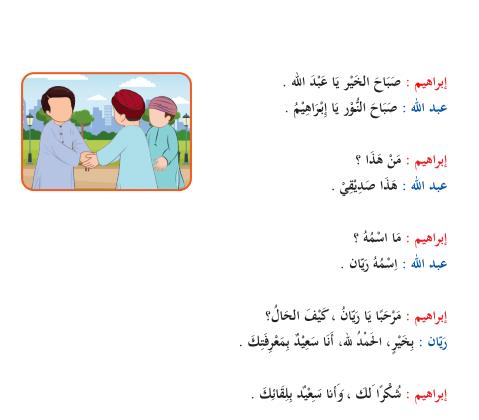 إبراهيم : صَبَاحَ الخَيْر يَا عَبْدَ الله .
عبد الله : صَبَاحَ النُّوْر يَا إِبْرَاهِيْمُ .
إبراهيم : مَنْ هَذَا ؟
عبد الله : هَذَا صَدِيْقِيْ .
إبراهيم : مَا اسْمُهُ ؟
عبد الله : اِسْمُهُ رَيّان .
إبراهيم : مَرْحَبًا يَا رَيّانُ ، كَيْفَ الحَالُ؟
رَيّان : بِخَيْرٍ، الحَمْدُ لله، أَنَا سَعِيْدٌ بِمَعْرِفَتِكَ .
إبراهيم : شُكْرًا لَكَ ، وَأَنا سَعِيْدٌ بِلِقَائِكَ .